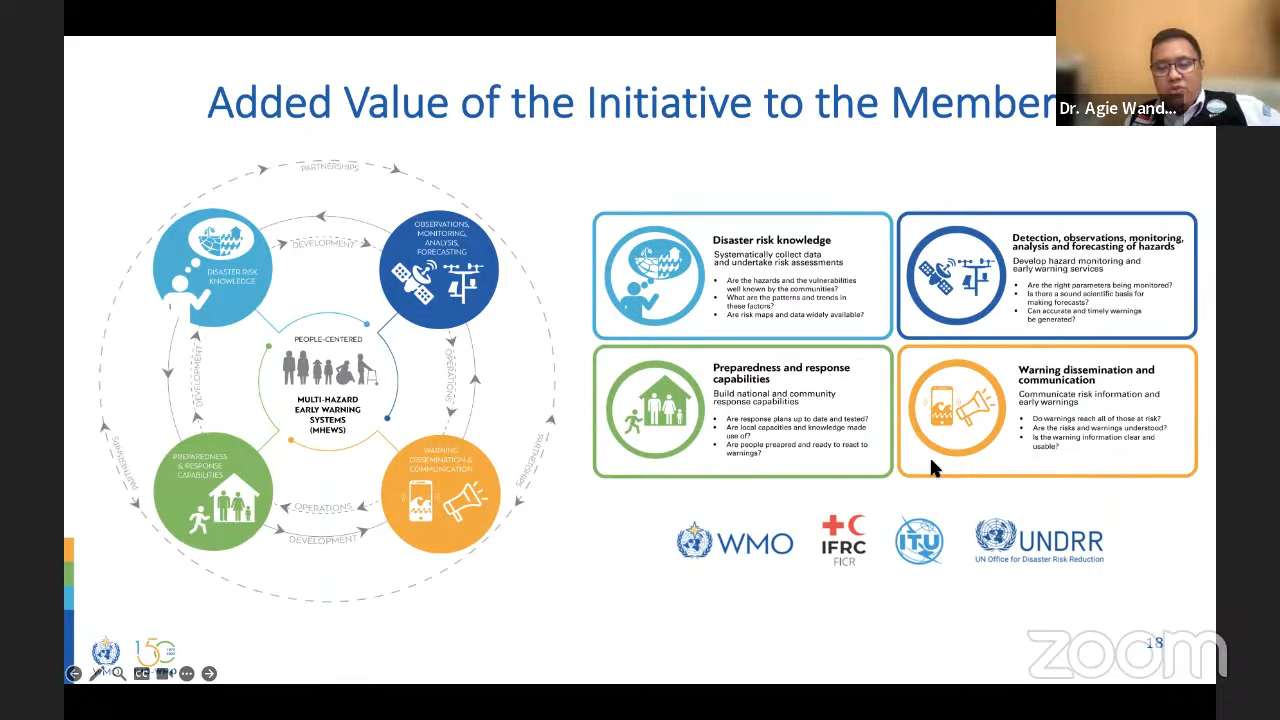 Added Value of the Initiative to the Member
Dr. Agie Wand...
PARTNERSHIPS
DEVELOPMENT
DISASTER RISK
KNOWLEDGE
OBSERVATIONS,
MONITORING,
ANALYSIS,
FORECASTING
PEOPLE-CENTERED
MULTI-HAZARD
EARLY WARNING
SYSTEMS
(MHEWS)
DEVELOPMENT
OPERATIONS
PARTNERSHIPS
PARTNERSHIPS
PREPAREDNESS
& RESPONSE
CAPABILITIES
WARNING
DISSEMINATION &
COMMUNICATION
OPERATIONS
DEVELOPMENT
Disaster risk knowledge
Systematically collect data
and undertake risk assessments
• Are the hazards and the vulnerabilities
well known by the communities?
• What are the patterns and trends in
these factors?
• Are risk maps and data widely available?
Detection, observations, monitoring,
analysis and forecasting of hazards
Develop hazard monitoring and
early warning services
• Are the right parameters being monitored?
• Is there a sound scientific basis for
making forecasts?
• Can accurate and timely warnings
be generated?
Preparedness and response
capabilities
Build national and community
response capabilities
• Are response plans up to date and tested?
• Are local capacities and knowledge made
use of?
• Are people preapred and ready to react to
warnings?
Warning dissemination and
communication
Communicate risk information and
early warnings
• Do warnings reach all of those at risk?
• Are the risks and warnings understood?
• Is the warning information clear and
usable?
WMO
IFRC
FICR
ITU
UNDRR
UN Office for Disaster Risk Reduction
150
18
zoom